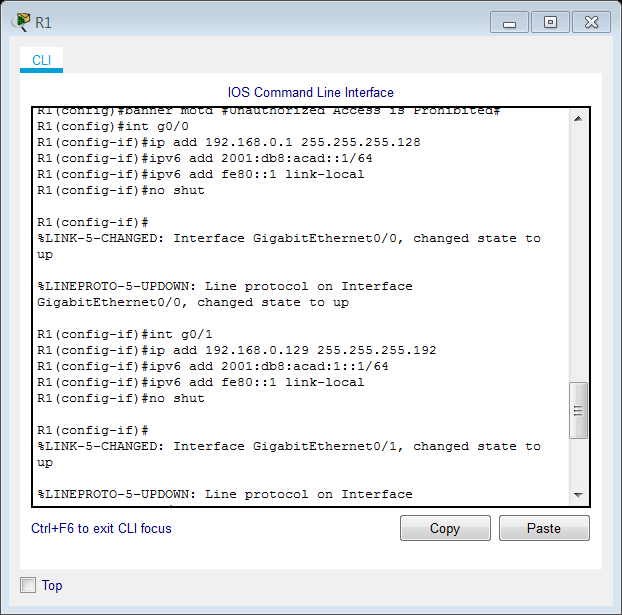 R1
CLI
IOS Command Line Interface
R1(config)#banner motd #Unauthorized Access is Prohibited#
R1(config)#int g0/0
R1(config-if)#ip add 192.168.0.1 255.255.255.128
R1(config-if)#ipv6 add 2001:db8:acad::1/64
R1(config-if)#ipv6 add fe80::1 link-local
R1(config-if)#no shut
R1(config-if)#
%LINK-5-CHANGED: Interface GigabitEthernet0/0, changed state to
up
%LINEPROTO-5-UPDOWN: Line protocol on Interface
GigabitEthernet0/0, changed state to up
R1(config-if)#int g0/1
R1(config-if)#ip add 192.168.0.129 255.255.255.192
R1(config-if)#ipv6 add 2001:db8:acad:1::1/64
R1(config-if)#ipv6 add fe80::1 link-local
R1(config-if)#no shut
R1(config-if)#
%LINK-5-CHANGED: Interface GigabitEthernet0/1, changed state to
up
%LINEPROTO-5-UPDOWN: Line protocol on Interface
Ctrl+F6 to exit CLI focus
Copy
Paste
Top